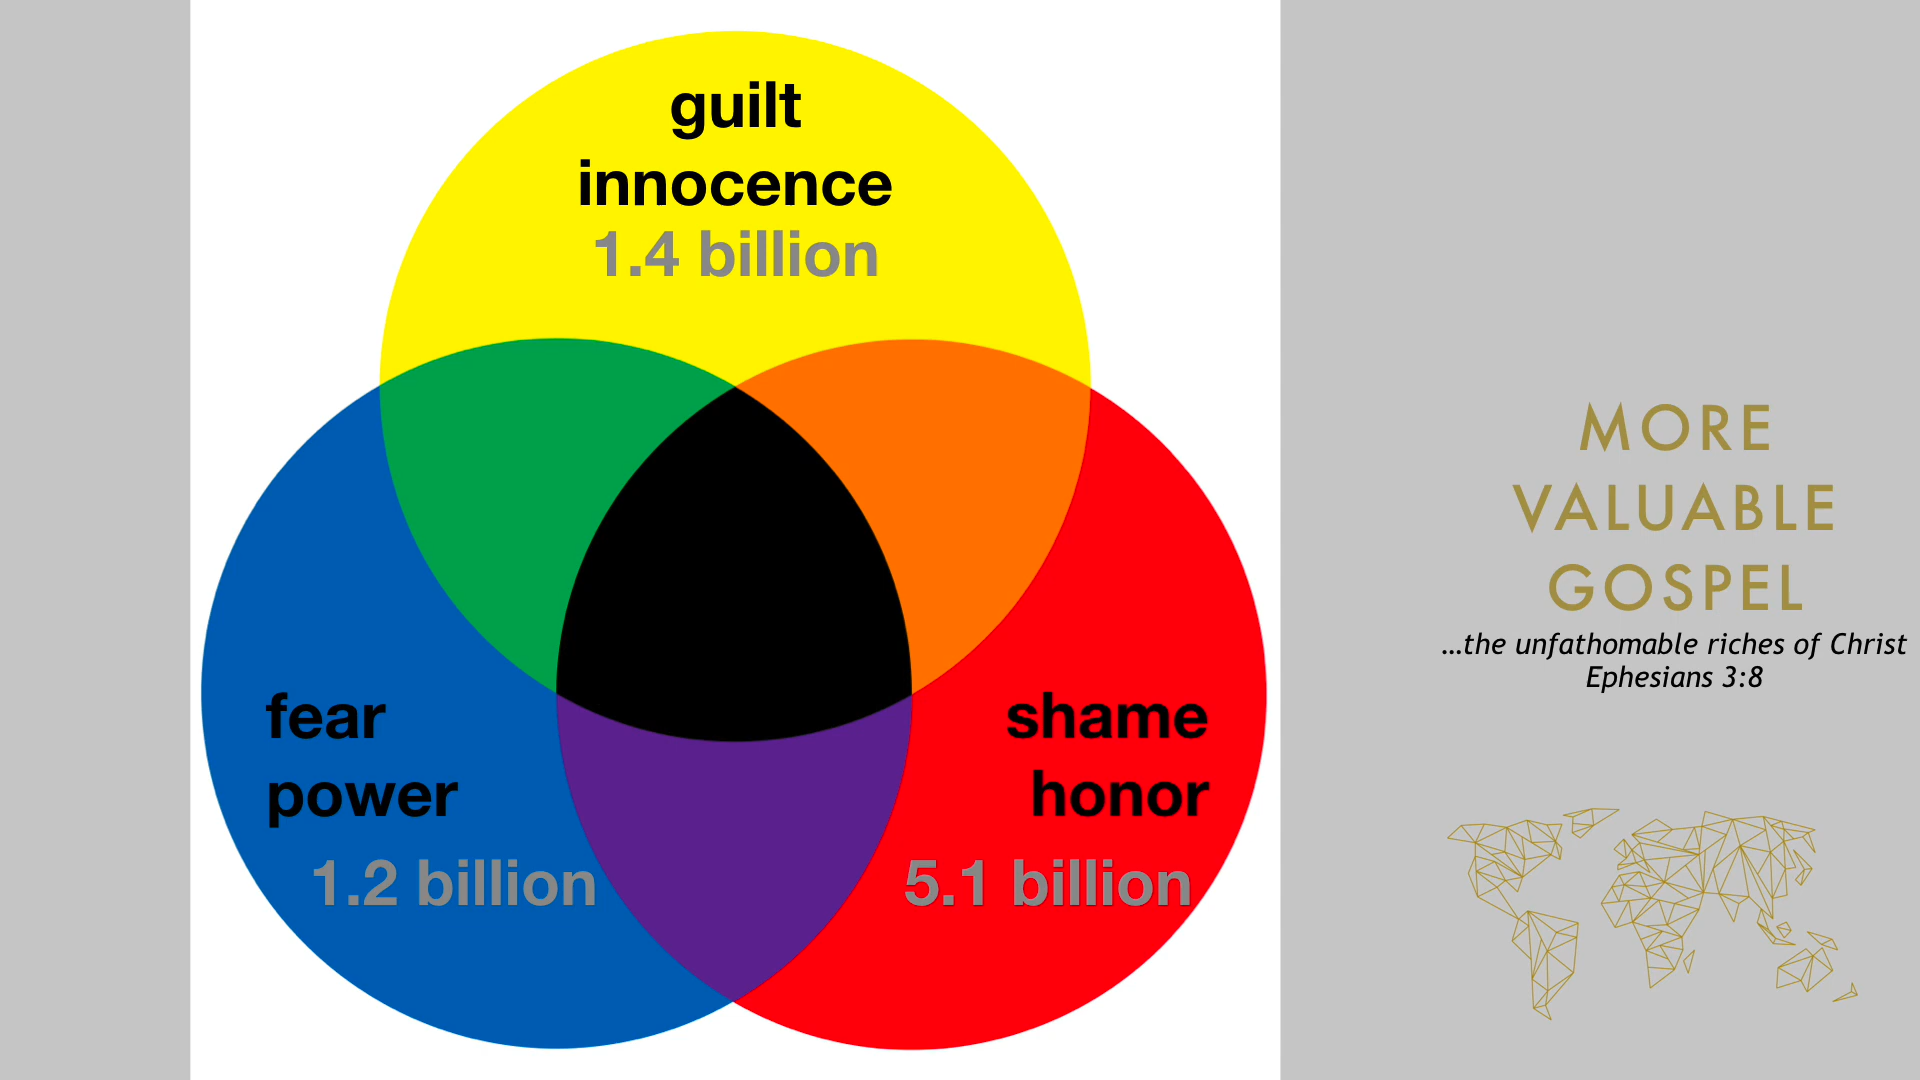 guilt
innocence
1.4 billion
fear
power
1.2 billion
shame
honor
5.1 billion
MORE
VALUABLE
GOSPEL
...the unfathomable riches of Christ
Ephesians 3:8